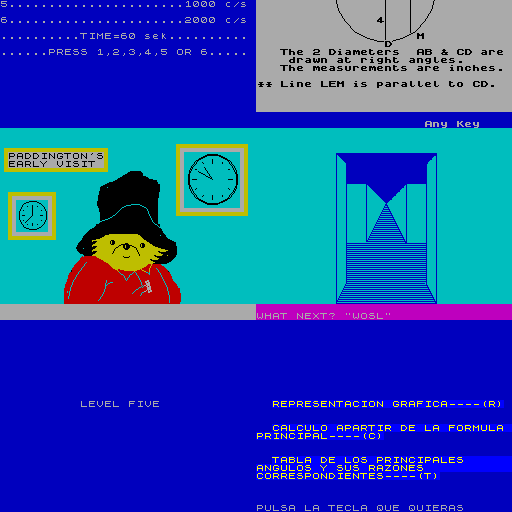 5.......................1000 c/s
6.......................2000 c/s
..........TIME=60 sek..........
......PRESS 1,2,3,4,5 OR 6.....
4
D
M
The 2 Diameters  AB & CD are
drawn at right angles.
The measurements are inches.
** Line LEM is parallel to CD.
Any Key
PADDINGTON'S
EARLY VISIT
WHAT NEXT? "WOSL"
LEVEL FIVE
REPRESENTACION GRAFICA----(R)
CALCULO APARTIR DE LA FORMULA
PRINCIPAL----(C)
TABLA DE LOS PRINCIPALES
ANGULOS Y SUS RAZONES
CORRESPONDIENTES----(T)
PULSA LA TECLA QUE QUIERAS